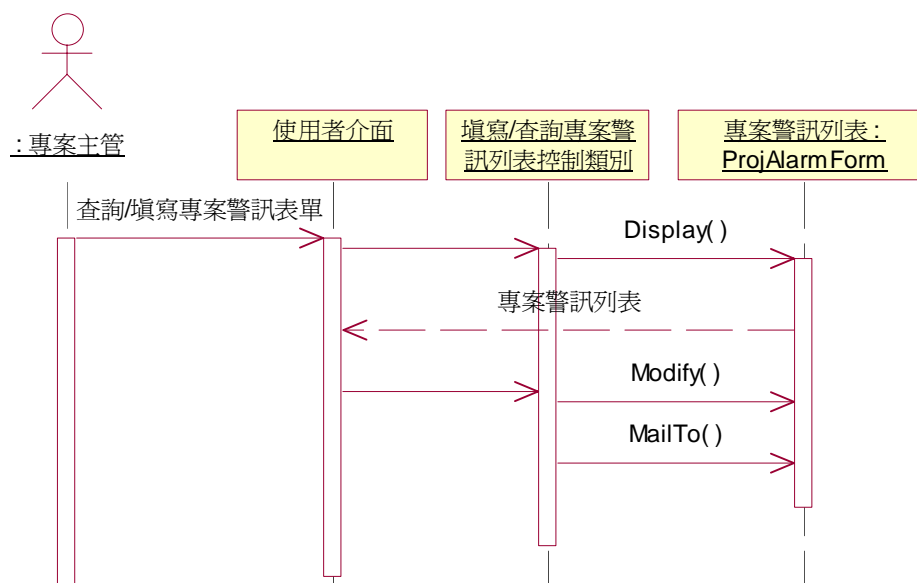 : 專案主管
使用者介面
填寫/查詢專案警
訊列表控制類別
專案警訊列表 :
ProjAlarmForm
查詢/填寫專案警訊表單
Display( )
專案警訊列表
Modify( )
MailTo( )